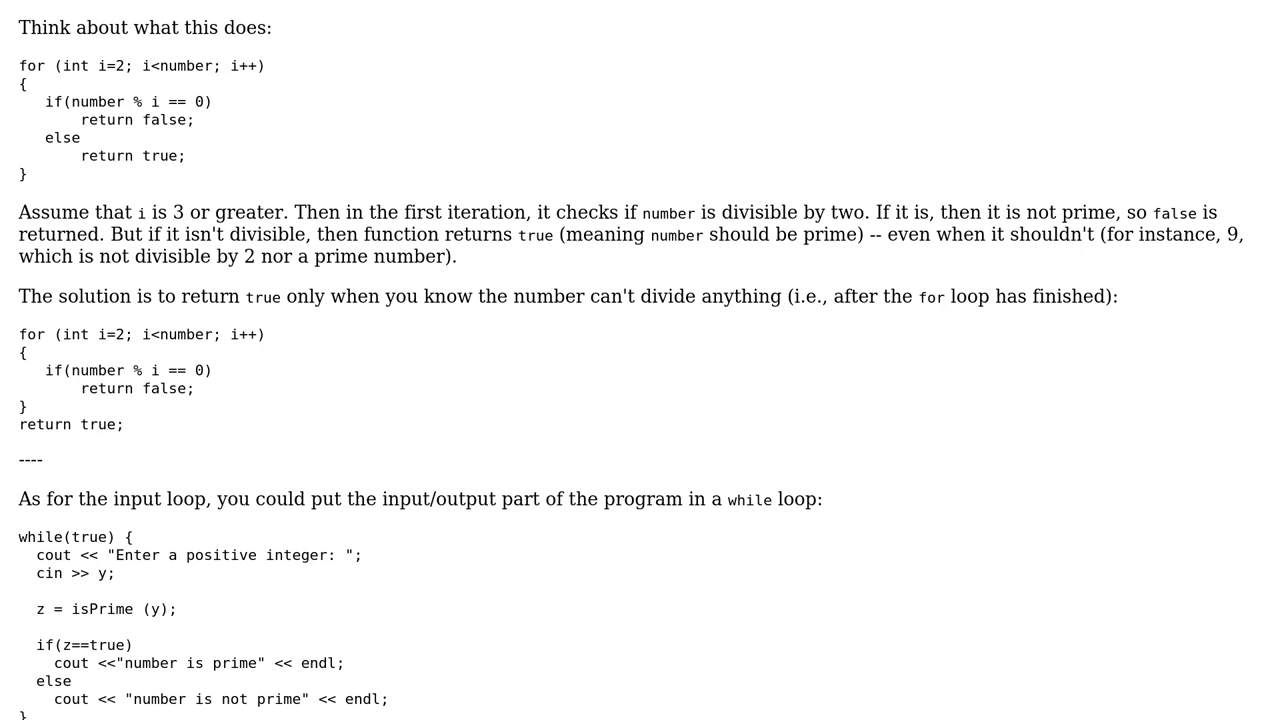 Think about what this does:
for (int i=2; i<number; i++)
{
   if(number % i == 0)
       return false;
   else
       return true;
}
Assume that i is 3 or greater. Then in the first iteration, it checks if number is divisible by two. If it is, then it is not prime, so false is
returned. But if it isn't divisible, then function returns true (meaning number should be prime) -- even when it shouldn't (for instance, 9,
which is not divisible by 2 nor a prime number).
The solution is to return true only when you know the number can't divide anything (i.e., after the for loop has finished):
for (int i=2; i<number; i++)
{
   if(number % i == 0)
       return false;
}
return true;
----
As for the input loop, you could put the input/output part of the program in a while loop:
while(true) {
  cout << "Enter a positive integer: ";
  cin >> y;
  z = isPrime (y);
  if(z==true)
    cout <<"number is prime" << endl;
  else
    cout << "number is not prime" << endl;
}